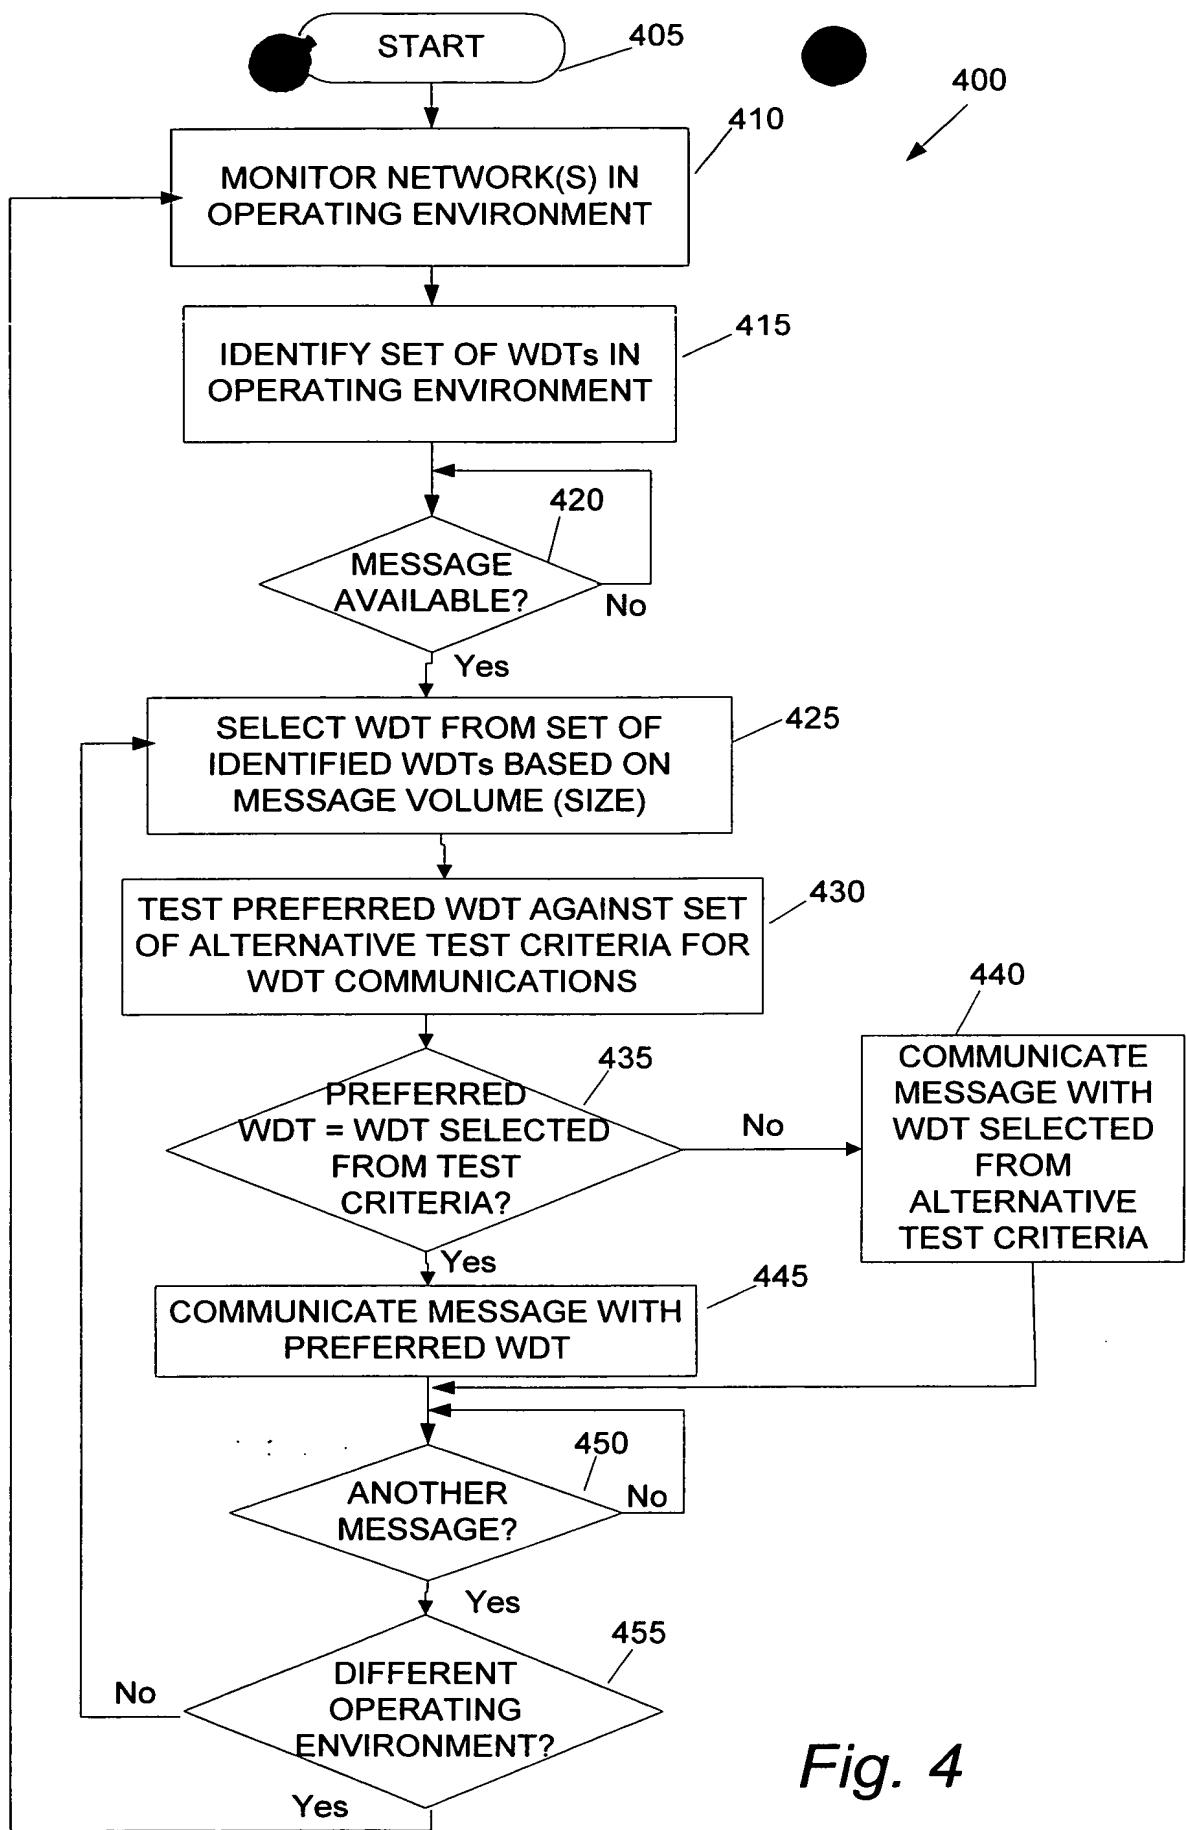 START
405
400
410
MONITOR NETWORK(S) IN
OPERATING ENVIRONMENT
415
IDENTIFY SET OF WDTs IN
OPERATING ENVIRONMENT
420
MESSAGE
AVAILABLE?
No
Yes
425
SELECT WDT FROM SET OF
IDENTIFIED WDTs BASED ON
MESSAGE VOLUME (SIZE)
430
TEST PREFERRED WDT AGAINST SET
OF ALTERNATIVE TEST CRITERIA FOR
WDT COMMUNICATIONS
435
PREFERRED
WDT = WDT SELECTED
FROM TEST
CRITERIA?
No
440
COMMUNICATE
MESSAGE WITH
WDT SELECTED
FROM
ALTERNATIVE
TEST CRITERIA
Yes
445
COMMUNICATE MESSAGE WITH
PREFERRED WDT
450
ANOTHER
MESSAGE?
No
Yes
455
DIFFERENT
OPERATING
ENVIRONMENT?
No
Yes
Fig. 4